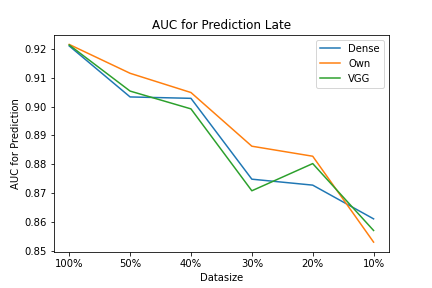 AUC for Prediction Late
Dense
Own
VGG
AUC for Prediction
0.92
0.91
0.90
0.89
0.88
0.87
0.86
0.85
100% 50% 40% 30% 20% 10%
Datasize